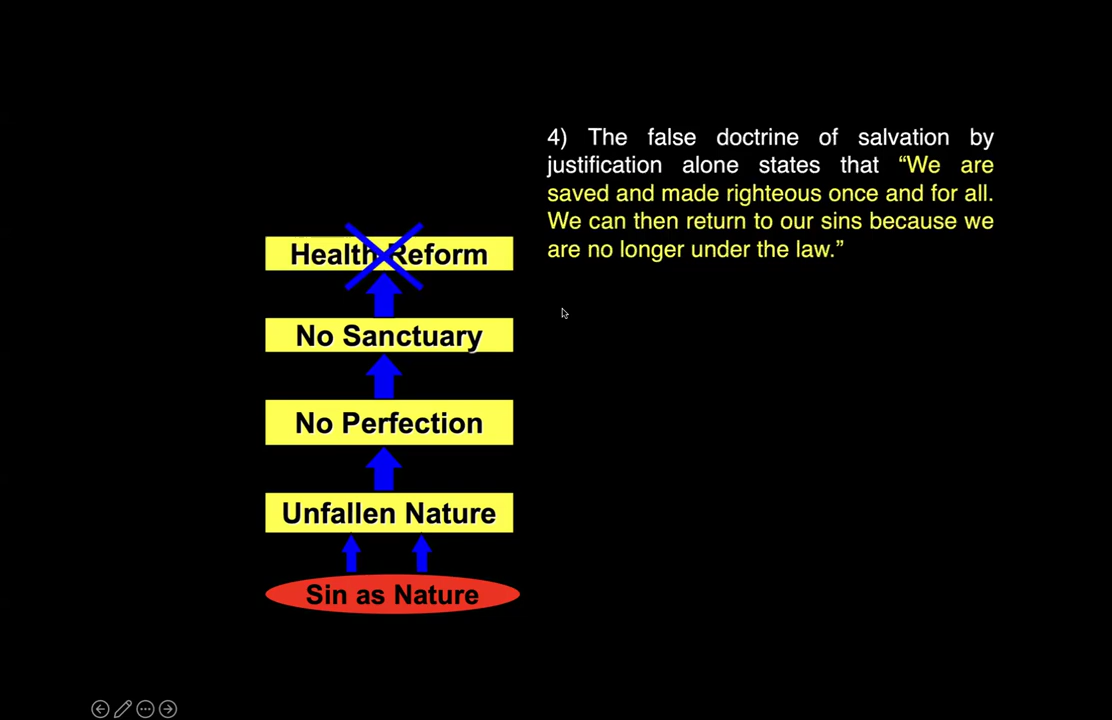 4) The false doctrine of salvation by
justification alone states that “We are
saved and made righteous once and for all.
We can then return to our sins because we
are no longer under the law.”
Health Reform
No Sanctuary
No Perfection
Unfallen Nature
Sin as Nature